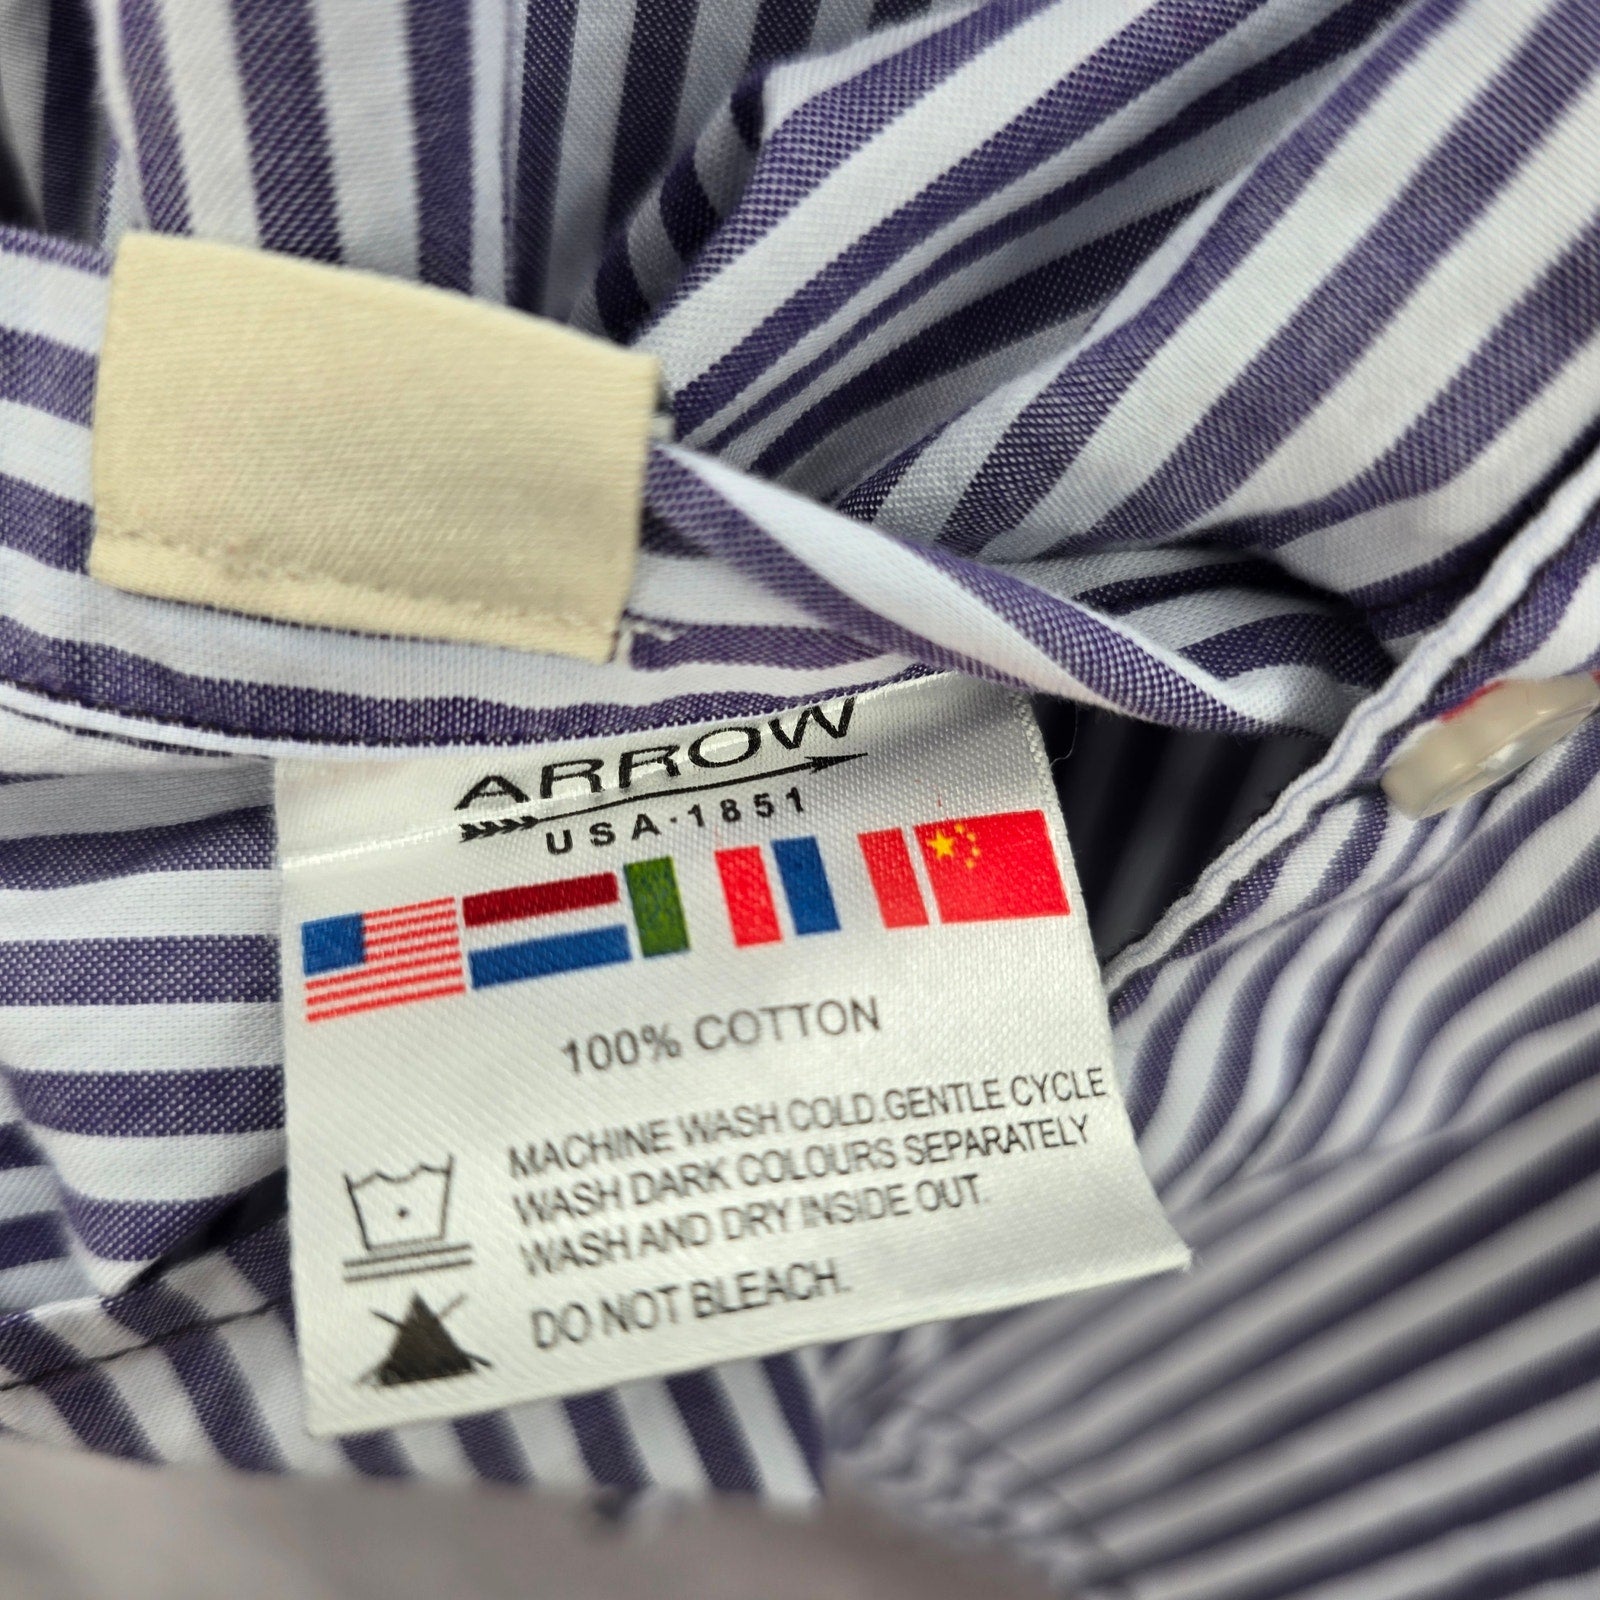 ARROW
USA·1851
100% COTTON
MACHINE WASH COLD.GENTLE CYCLE
WASH DARK COLOURS SEPARATELY
WASH AND DRY INSIDE OUT.
DO NOT BLEACH.